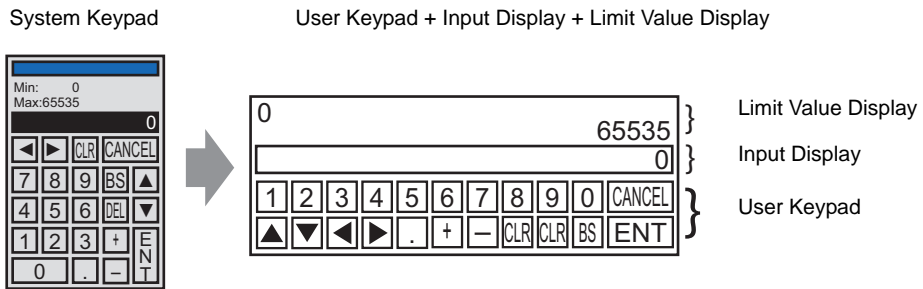 System Keypad
User Keypad + Input Display + Limit Value Display
Min: 0
Max:65535
0
CLR CANCEL
7 8 9 BS
4 5 6 DEL
1 2 3 + ENT
0 . –
0
65535
0
1 2 3 4 5 6 7 8 9 0 CANCEL
. + – CLR CLR BS ENT
Limit Value Display
Input Display
User Keypad